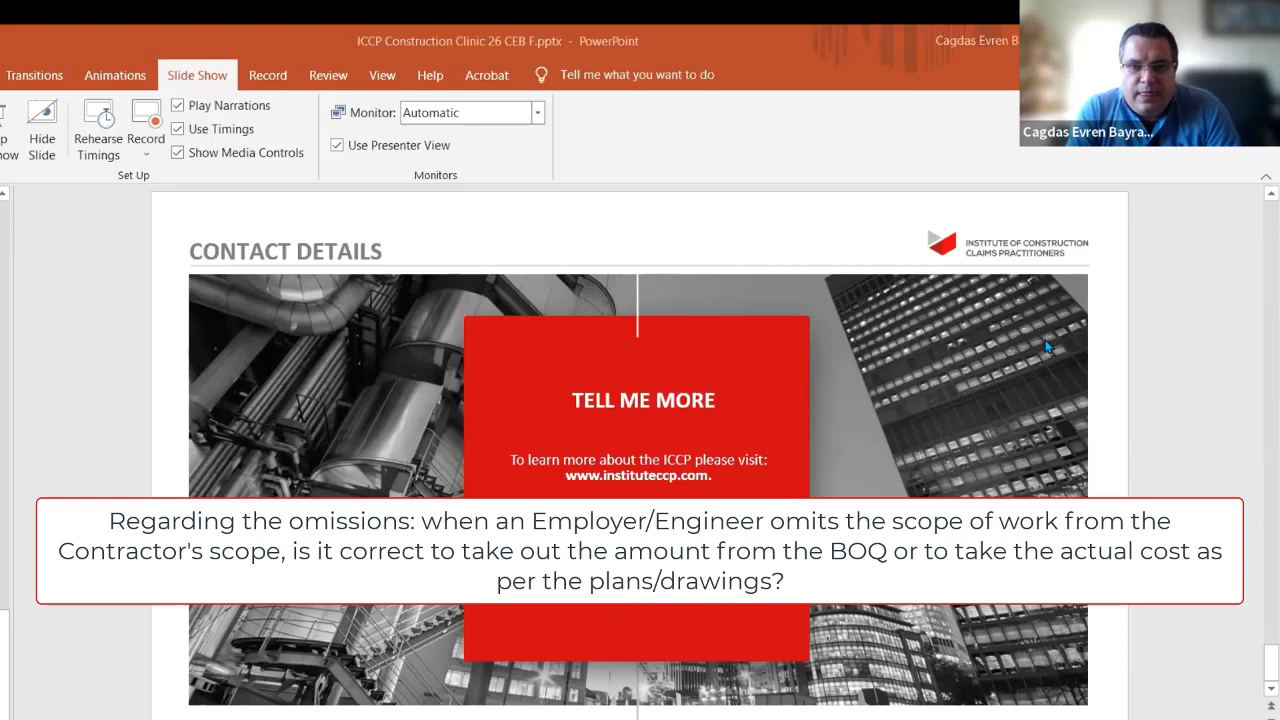 ICCP Construction Clinic 26 CEB F.pptx - PowerPoint
Cagdas Evren B
Transitions
Animations
Slide Show
Record
Review
View
Help
Acrobat
Tell me what you want to do
Hide
Slide
Rehearse
Timings
Record
Play Narrations
Use Timings
Show Media Controls
Set Up
Monitor:
Automatic
Use Presenter View
Monitors
Cagdas Evren Bayra...
CONTACT DETAILS
INSTITUTE OF CONSTRUCTION
CLAIMS PRACTITIONERS
TELL ME MORE
To learn more about the ICCP please visit:
www.instituteccp.com.
Regarding the omissions: when an Employer/Engineer omits the scope of work from the
Contractor's scope, is it correct to take out the amount from the BOQ or to take the actual cost as
per the plans/drawings?